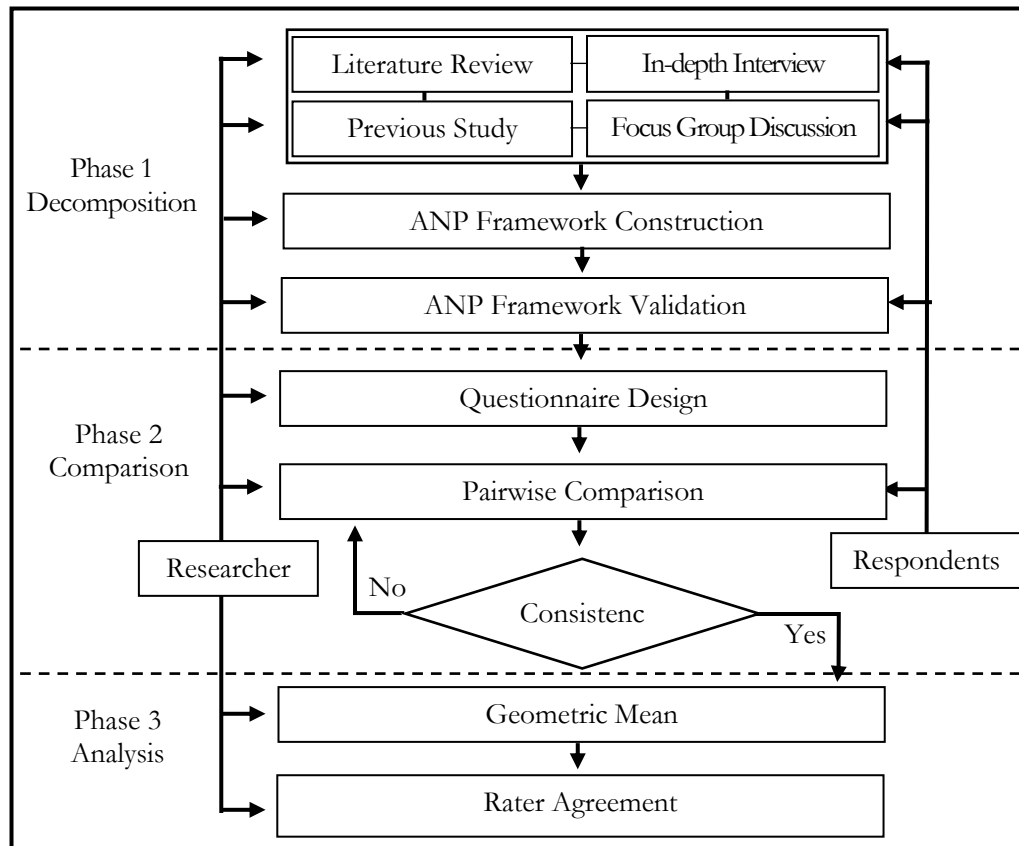 Literature Review
In-depth Interview
Previous Study
Focus Group Discussion
Phase 1
Decomposition
ANP Framework Construction
ANP Framework Validation
Questionnaire Design
Phase 2
Comparison
Pairwise Comparison
Researcher
Respondents
No
Consistenc
Yes
Phase 3
Analysis
Geometric Mean
Rater Agreement